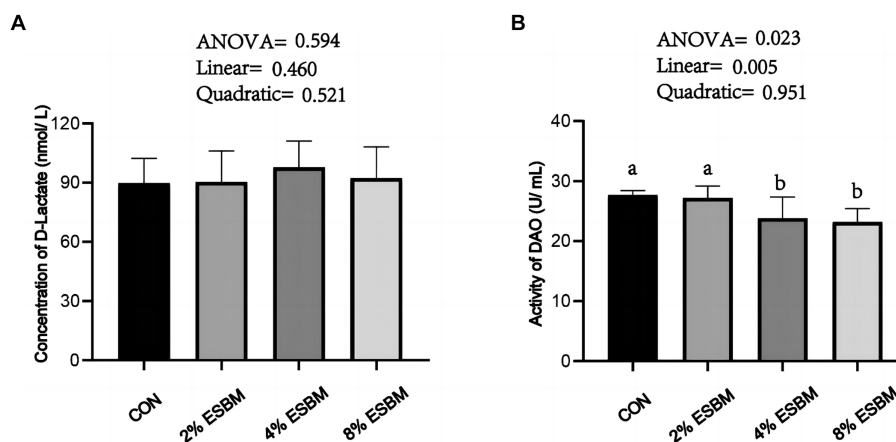 A
ANOVA= 0.594
Linear= 0.460
Quadratic= 0.521
Concentration of D-Lactate (nmol/ L)
120
90
60
30
0
CON
2% ESBM
4% ESBM
8% ESBM
B
ANOVA= 0.023
Linear= 0.005
Quadratic= 0.951
Activity of DAO (U/ mL)
40
30
20
10
0
a
a
b
b
CON
2% ESBM
4% ESBM
8% ESBM